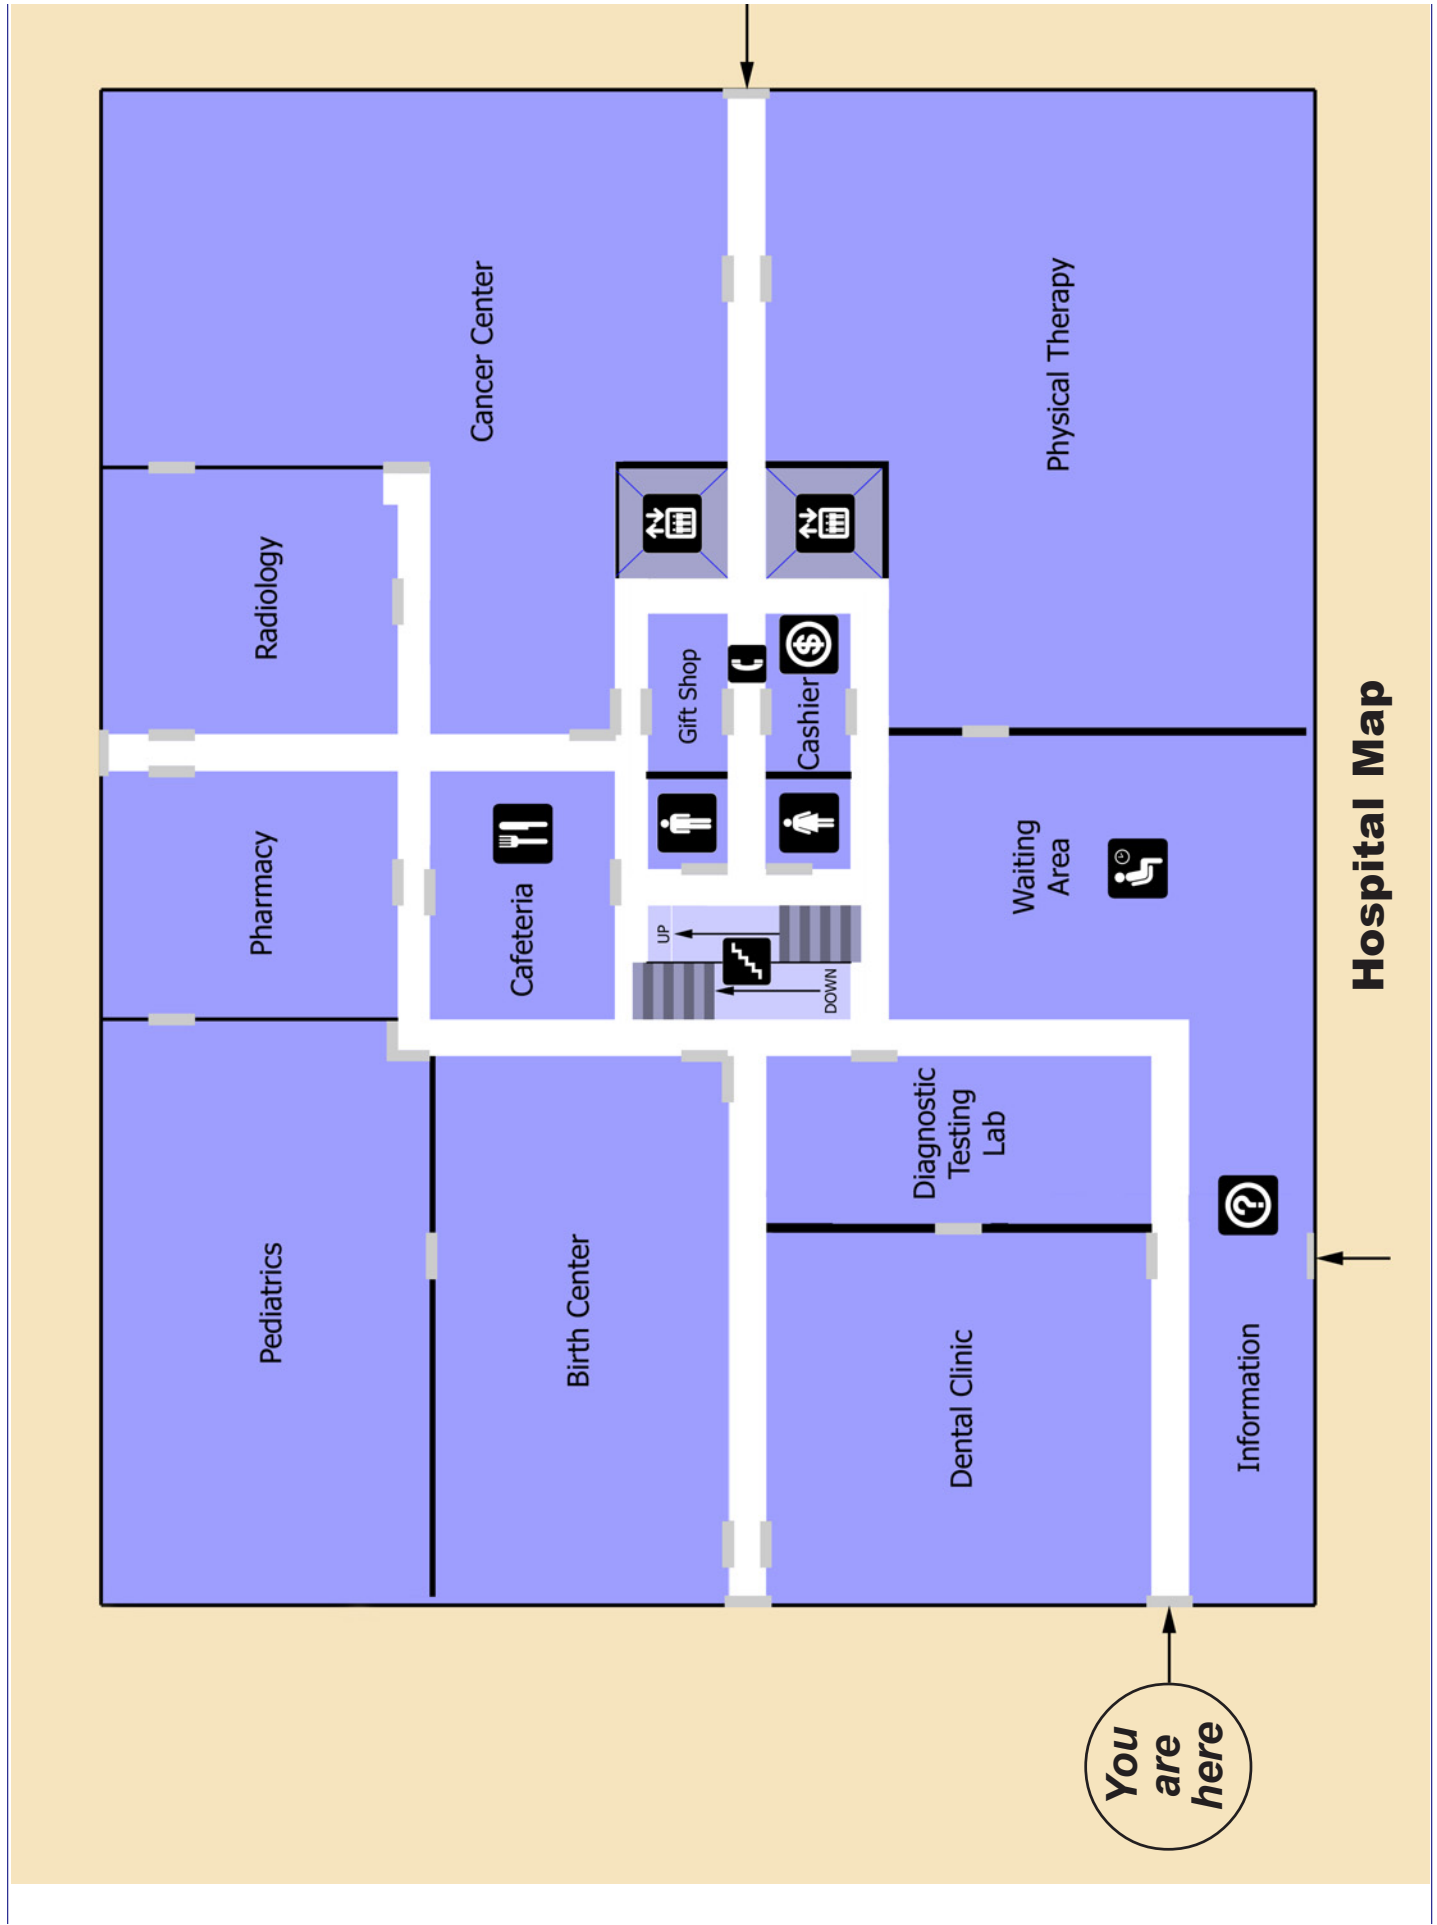 Pediatrics
Pharmacy
Radiology
Birth Center
Cafeteria
Cancer Center
UP
Gift Shop
DOWN
Cashier
Dental Clinic
Diagnostic
Testing
Lab
Waiting
Area
Physical Therapy
You
are
here
Information
Hospital Map